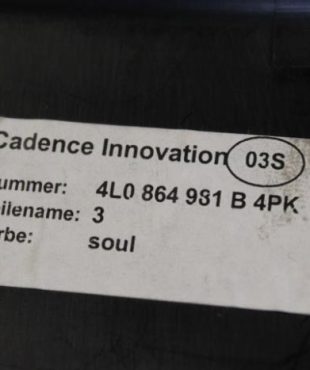 Cadence Innovation 03S
ummer: 4L0 864 981 B 4PK
ilename: 3
rbe: soul